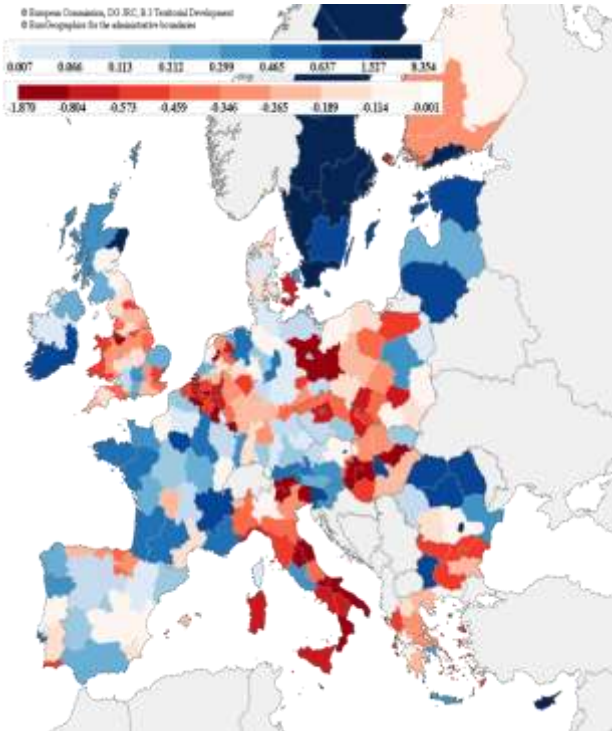 © European Commission, DG JRC, B.3 Territorial Development
© EuroGeographics for the administrative boundaries
0.007 0.066 0.113 0.212 0.299 0.465 0.637 1.527 8.354
-1.870 -0.804 -0.573 -0.459 -0.346 -0.265 -0.189 -0.114 -0.001